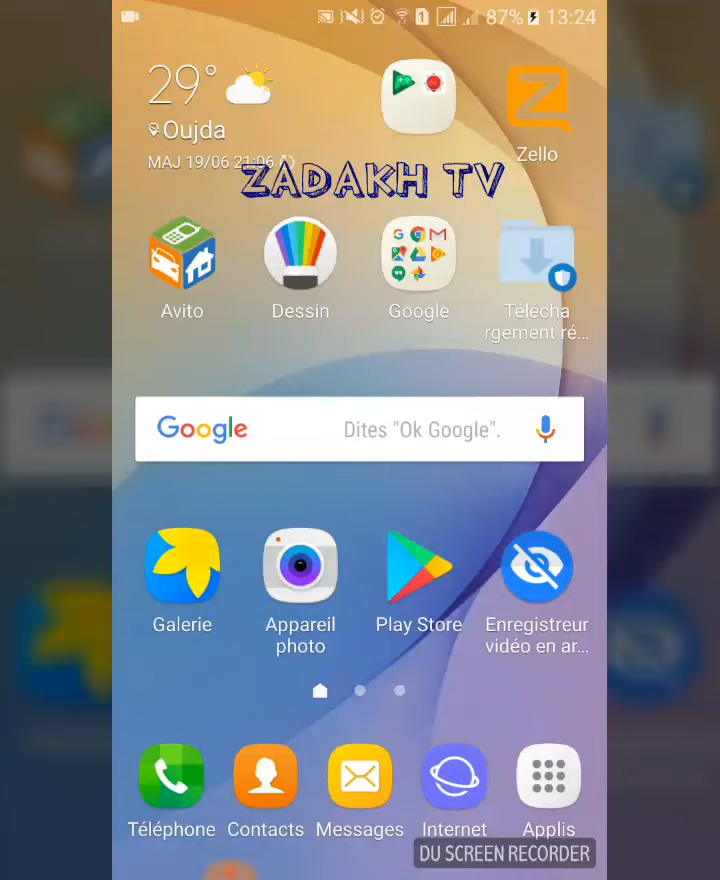 87% 13:24
29°
Oujda
MAJ 19/06 21:06
Zello
ZADAKH TV
Avito
Dessin
Google
Télécha
rgement ré...
Google
Dites "Ok Google".
Galerie
Appareil
photo
Play Store
Enregistreur
vidéo en ar...
Téléphone
Contacts
Messages
Internet
Applis
DU SCREEN RECORDER